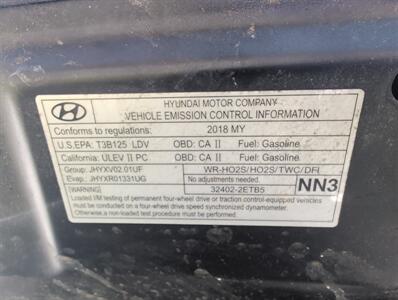 HYUNDAI MOTOR COMPANY
VEHICLE EMISSION CONTROL INFORMATION
Conforms to regulations: 2018 MY
U.S.EPA: T3B125 LDV OBD: CA II Fuel: Gasoline
California: ULEV II PC OBD: CA II Fuel: Gasoline
Group: JHYXV02.01UF WR-HO2S/HO2S/TWC/DFI
Evap.: JHYXR01331UG No adjustments needed. NN3
WARNING 32402-2ETB5
Loaded I/M testing of permanent four-wheel drive or traction control-equipped vehicles
must be conducted on a four-wheel drive speed synchronized dynamometer.
Otherwise, use a non-loaded test procedure.